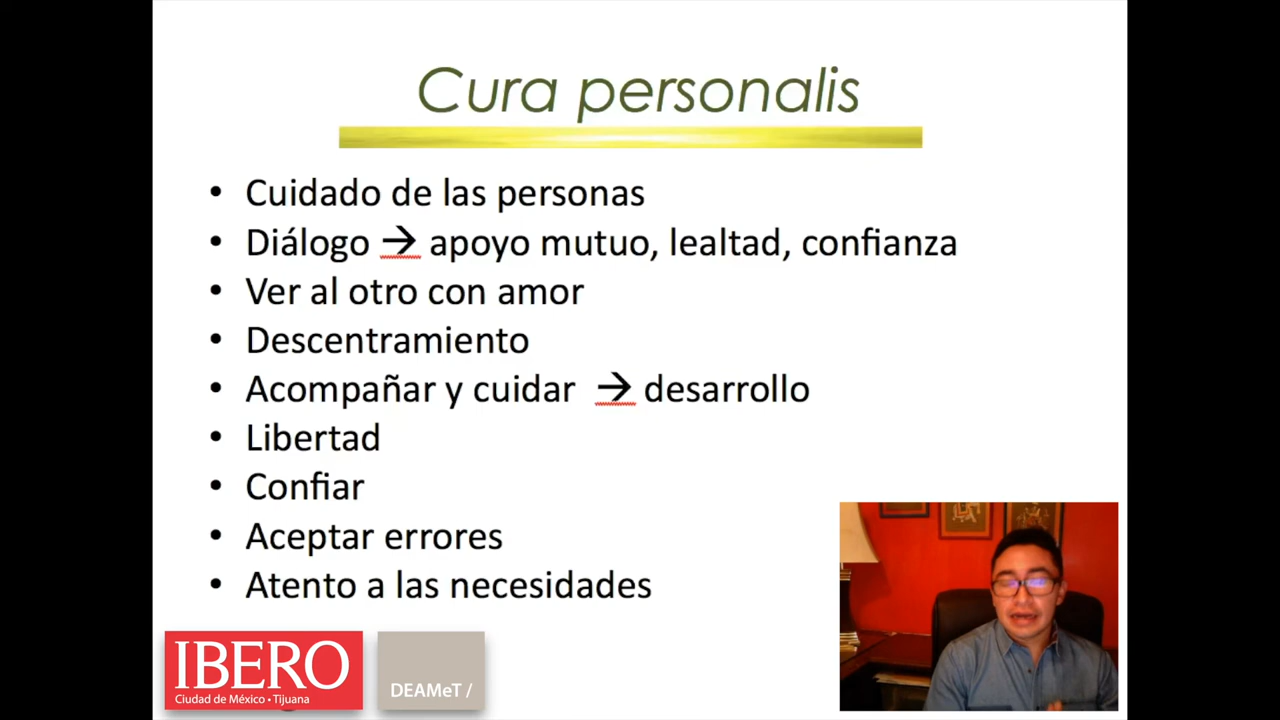 Cura personalis
• Cuidado de las personas
• Diálogo → apoyo mutuo, lealtad, confianza
• Ver al otro con amor
• Descentramiento
• Acompañar y cuidar → desarrollo
• Libertad
• Confiar
• Aceptar errores
• Atento a las necesidades
IBERO
Ciudad de México • Tijuana
DEAMeT /